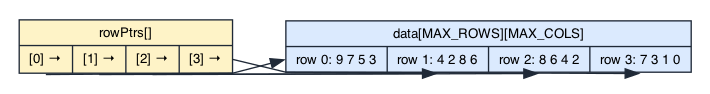 rowPtrs[]
[0] → [1] → [2] → [3] →
data[MAX_ROWS][MAX_COLS]
row 0: 9 7 5 3 row 1: 4 2 8 6 row 2: 8 6 4 2 row 3: 7 3 1 0